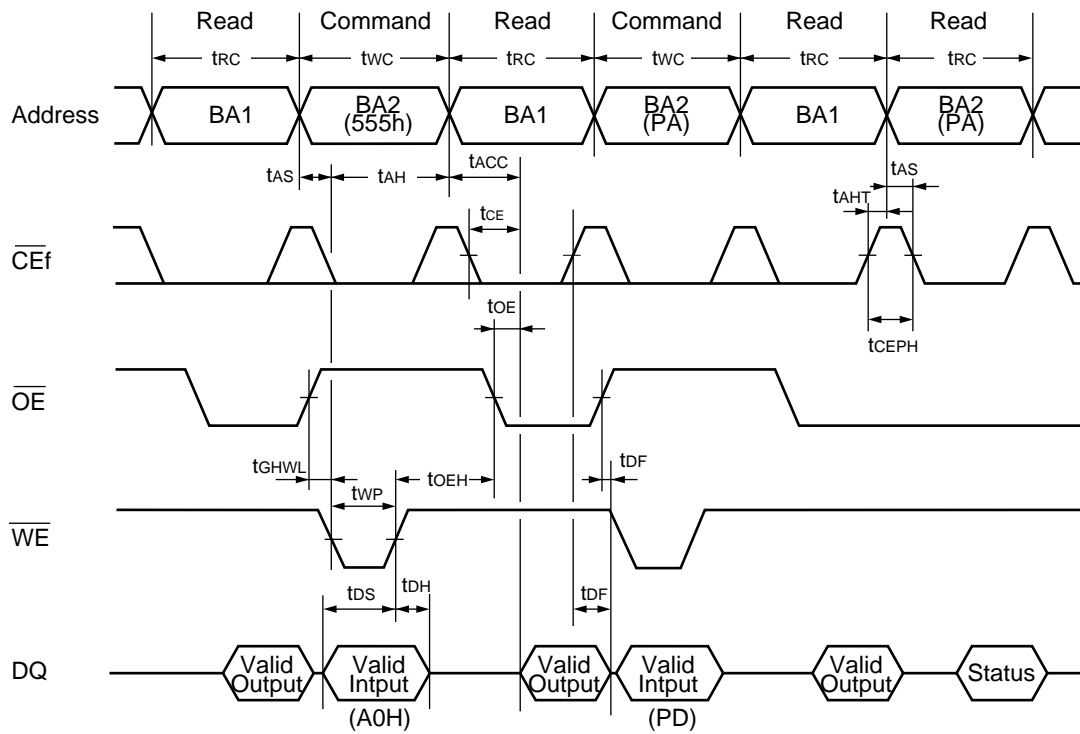 Read Command Read Command Read Read
tRC tWC tRC tWC tRC tRC
Address BA1 BA2 (555h) BA1 BA2 (PA) BA1 BA2 (PA)
tAS tAH tACC tAS
tAHT
CEf tCE
tOE
tCEPH
OE
tGHWL tWP tOEH tDF
WE
tDS tDH tDF
DQ Valid Output Valid Intput Valid Output Valid Intput Valid Output Status
(A0H) (PD)